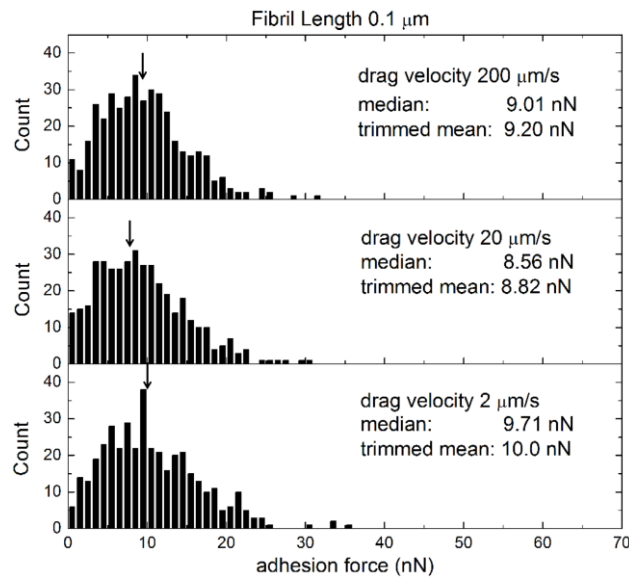 Fibril Length 0.1 μm
40
30
20
10
0
Count
drag velocity 200 μm/s
median: 9.01 nN
trimmed mean: 9.20 nN
40
30
20
10
0
Count
drag velocity 20 μm/s
median: 8.56 nN
trimmed mean: 8.82 nN
40
30
20
10
0
Count
drag velocity 2 μm/s
median: 9.71 nN
trimmed mean: 10.0 nN
0 10 20 30 40 50 60 70
adhesion force (nN)